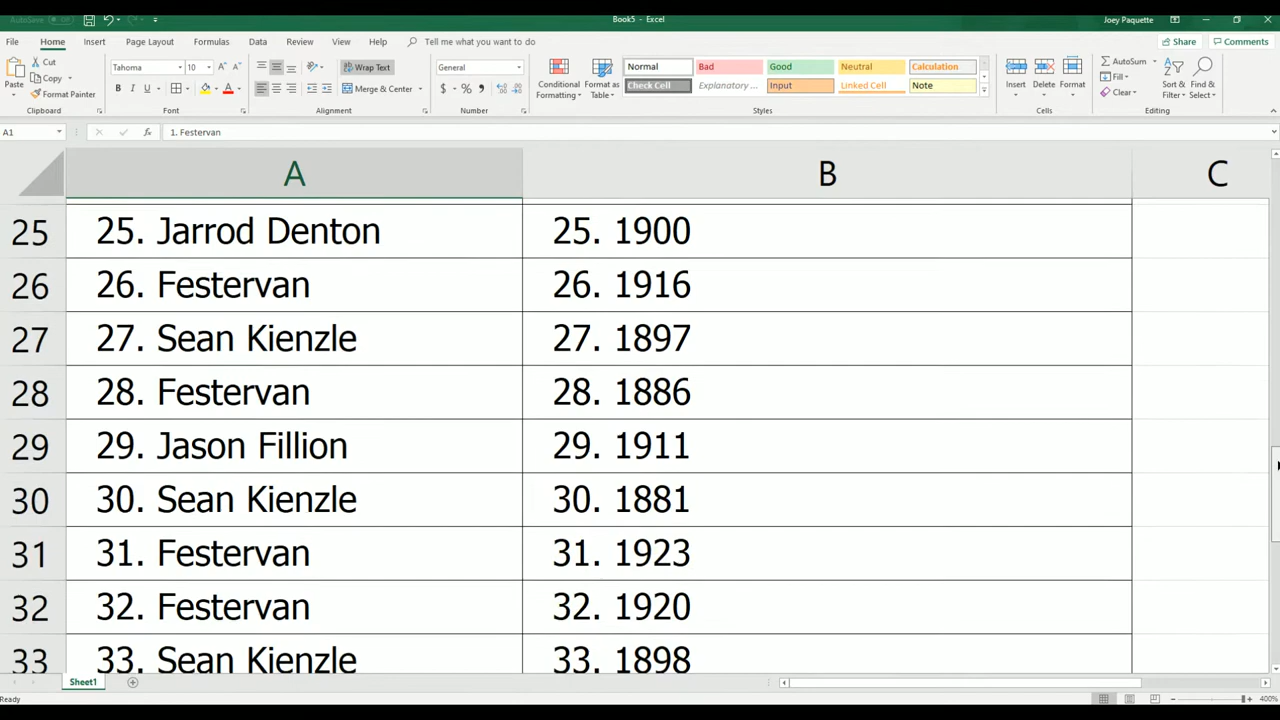 AutoSave Off
Book5 - Excel
Joey Paquette
File Home Insert Page Layout Formulas Data Review View Help Tell me what you want to do
Share Comments
Paste
Cut
Copy
Format Painter
Clipboard
Tahoma 10
B I U
Font
Wrap Text
Merge & Center
Alignment
General
$ % ,
Number
Conditional Formatting
Format as Table
Normal Bad Good Neutral Calculation
Check Cell Explanatory ... Input Linked Cell Note
Styles
Insert Delete Format
Cells
AutoSum
Fill
Clear
Sort & Filter
Find & Select
Editing
A1 fx 1. Festervan
A B C
25 25. Jarrod Denton 25. 1900
26 26. Festervan 26. 1916
27 27. Sean Kienzle 27. 1897
28 28. Festervan 28. 1886
29 29. Jason Fillion 29. 1911
30 30. Sean Kienzle 30. 1881
31 31. Festervan 31. 1923
32 32. Festervan 32. 1920
33 33. Sean Kienzle 33. 1898
Sheet1
Ready
400%